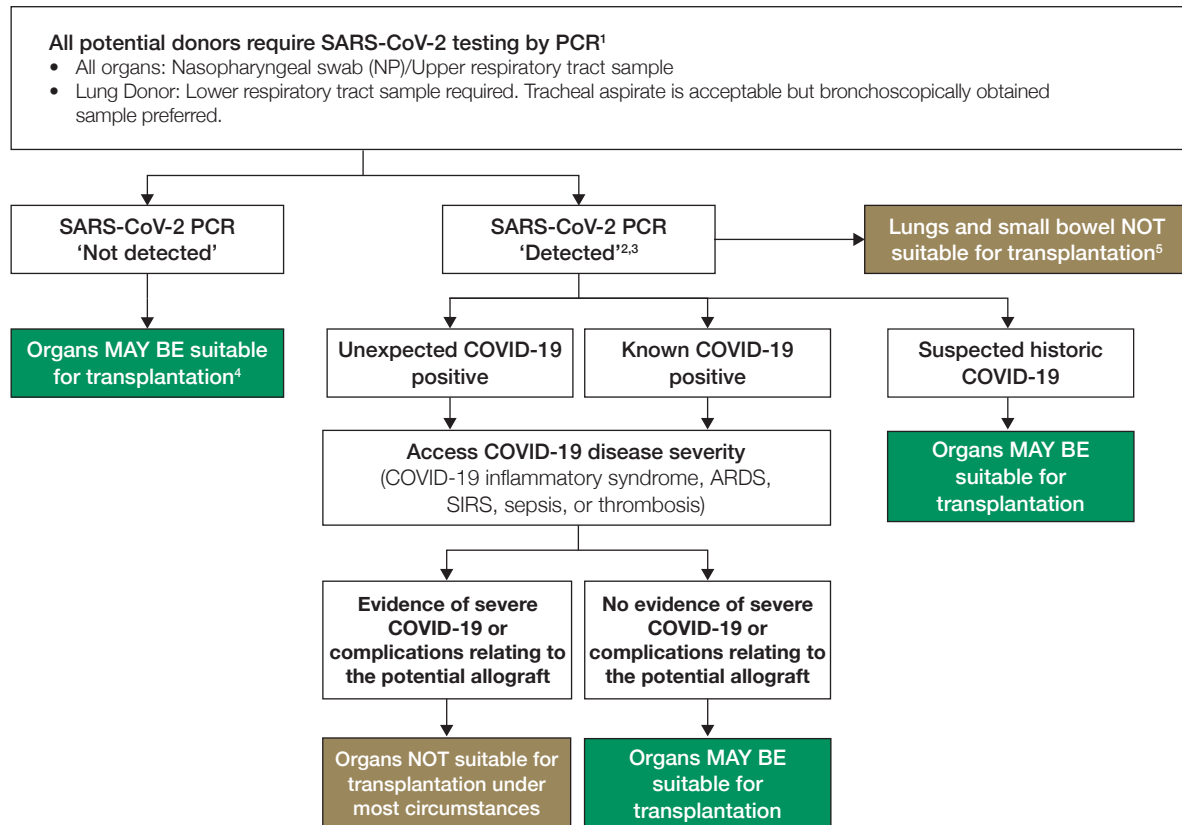 All potential donors require SARS-CoV-2 testing by PCR¹
• All organs: Nasopharyngeal swab (NP)/Upper respiratory tract sample
• Lung Donor: Lower respiratory tract sample required. Tracheal aspirate is acceptable but bronchoscopically obtained
sample preferred.
SARS-CoV-2 PCR
‘Not detected’
SARS-CoV-2 PCR
‘Detected’²,³
Lungs and small bowel NOT
suitable for transplantation⁵
Organs MAY BE suitable
for transplantation⁴
Unexpected COVID-19
positive
Known COVID-19
positive
Suspected historic
COVID-19
Access COVID-19 disease severity
(COVID-19 inflammatory syndrome, ARDS,
SIRS, sepsis, or thrombosis)
Organs MAY BE
suitable for
transplantation
Evidence of severe
COVID-19 or
complications relating to
the potential allograft
No evidence of severe
COVID-19 or
complications relating to
the potential allograft
Organs NOT suitable for
transplantation under
most circumstances
Organs MAY BE
suitable for
transplantation